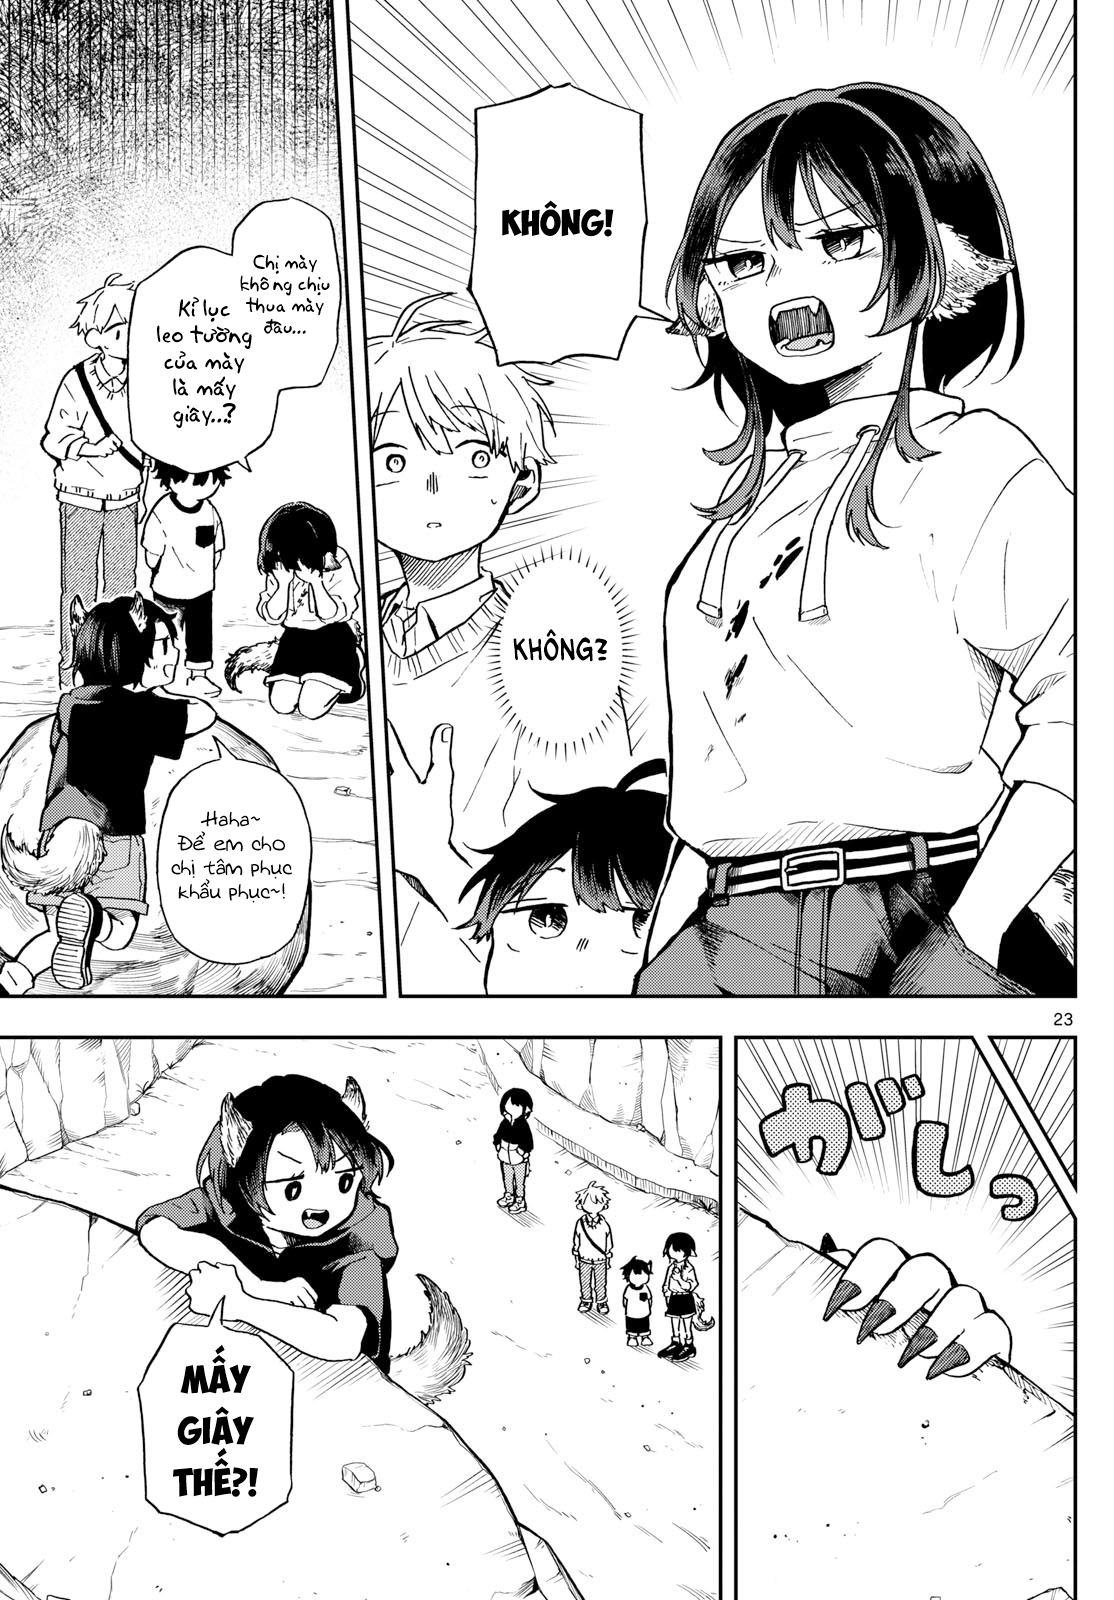 KHÔNG!
KHÔNG?
Chị mày
không chịu
thua mày
đâu...
Kỉ lục
leo tường
của mày
là mấy
giây...?
Haha~
Để em cho
chị tâm phục
khẩu phục~!
23
がしっ
MẤY
GIÂY
THẾ?!